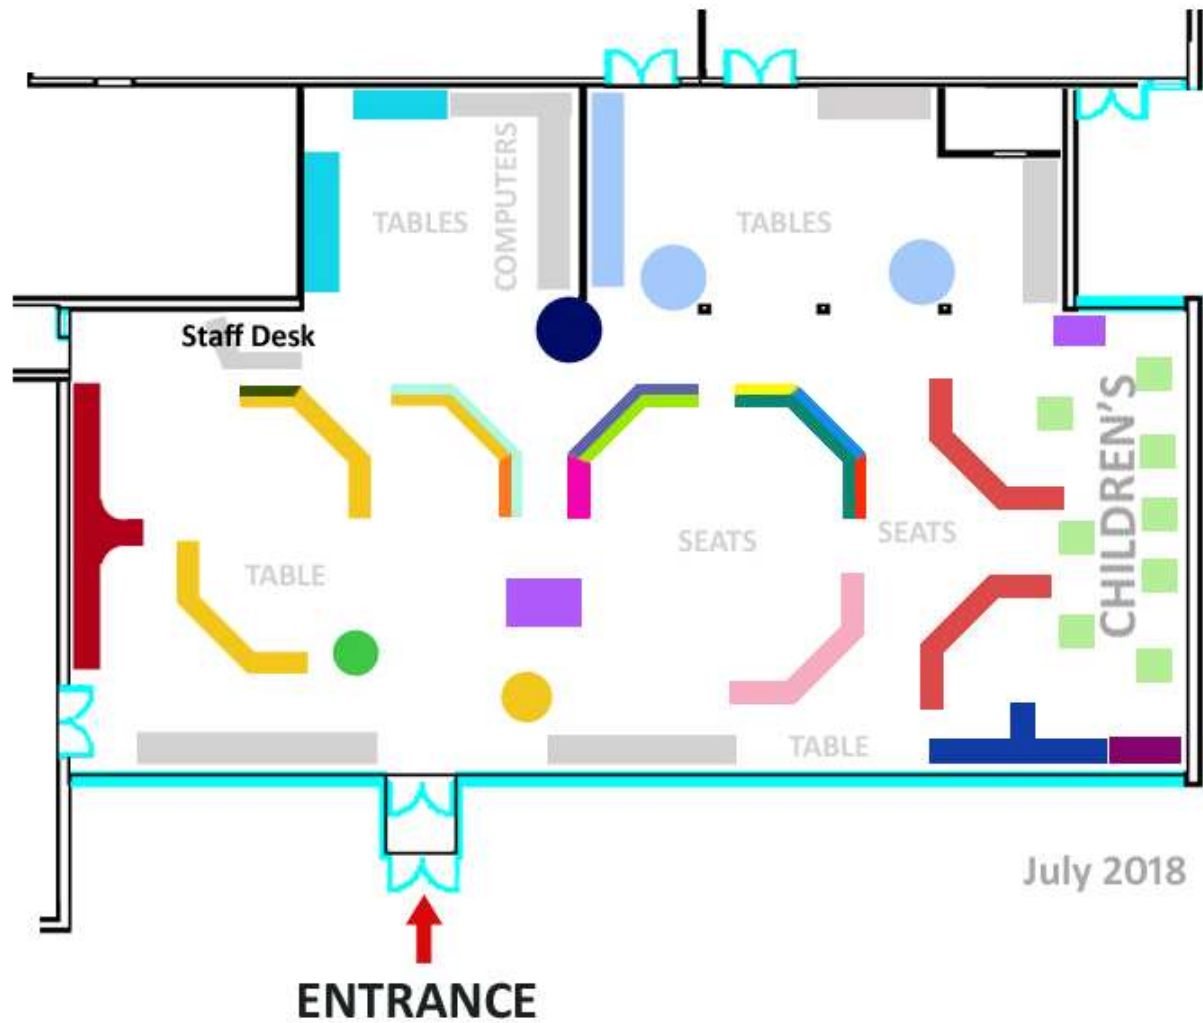 COMPUTERS
TABLES
TABLES
Staff Desk
CHILDREN'S
SEATS
SEATS
TABLE
TABLE
July 2018
ENTRANCE